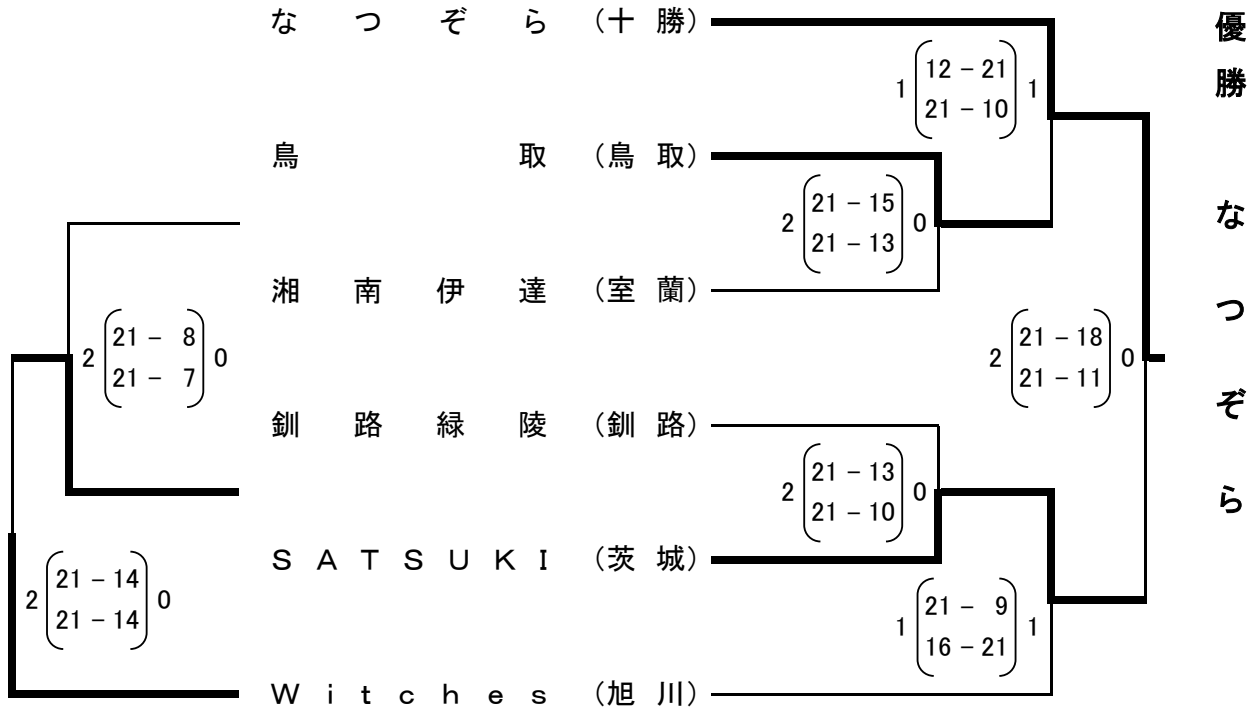 なつぞら（十勝）
1 12 - 21 1
21 - 10
鳥取（鳥取）
2 21 - 15 0
21 - 13
湘南伊達（室蘭）
2 21 - 8 0
21 - 7
2 21 - 18 0
21 - 11
釧路緑陵（釧路）
2 21 - 13 0
21 - 10
ＳＡＴＳＵＫＩ（茨城）
2 21 - 14 0
21 - 14
1 21 - 9 1
16 - 21
Ｗｉｔｃｈｅｓ（旭川）
優勝 なつぞら